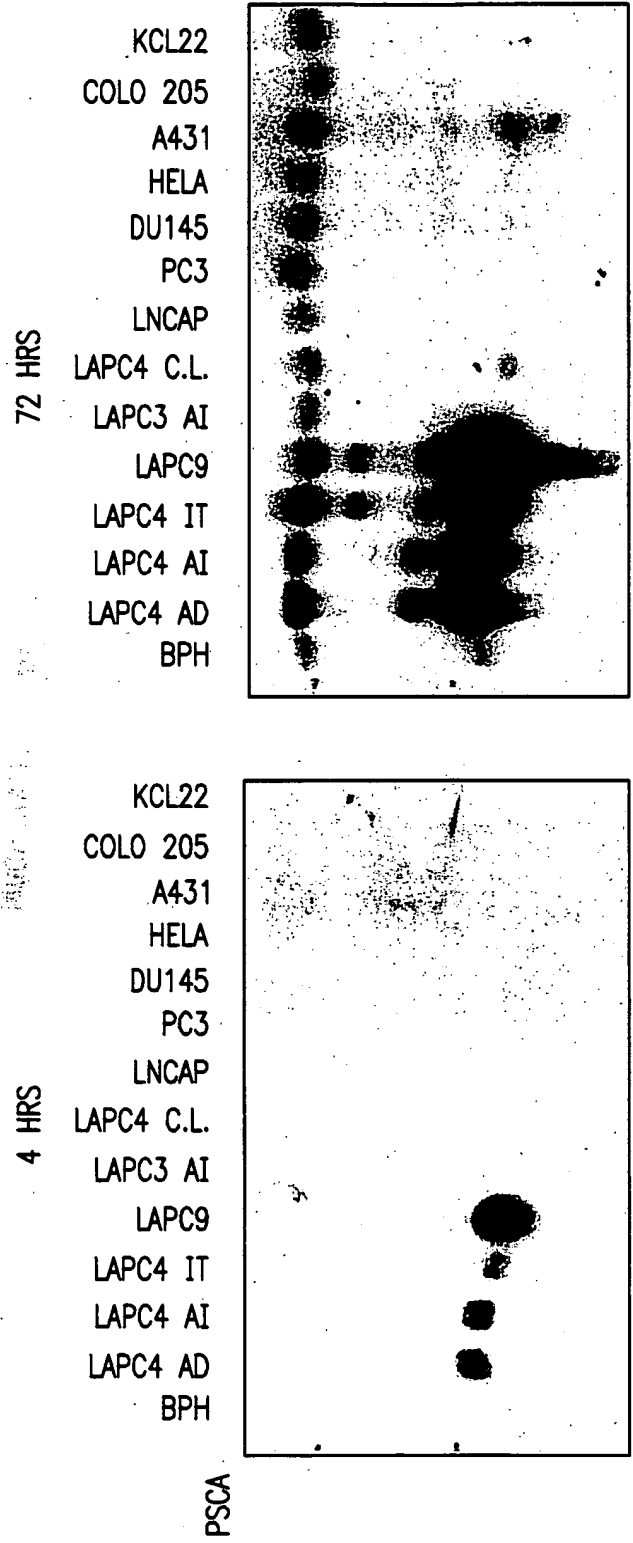 72 HRS
KCL22
COLO 205
A431
HELA
DU145
PC3
LNCAP
LAPC4 C.L.
LAPC3 AI
LAPC9
LAPC4 IT
LAPC4 AI
LAPC4 AD
BPH
4 HRS
KCL22
COLO 205
A431
HELA
DU145
PC3
LNCAP
LAPC4 C.L.
LAPC3 AI
LAPC9
LAPC4 IT
LAPC4 AI
LAPC4 AD
BPH
PSCA